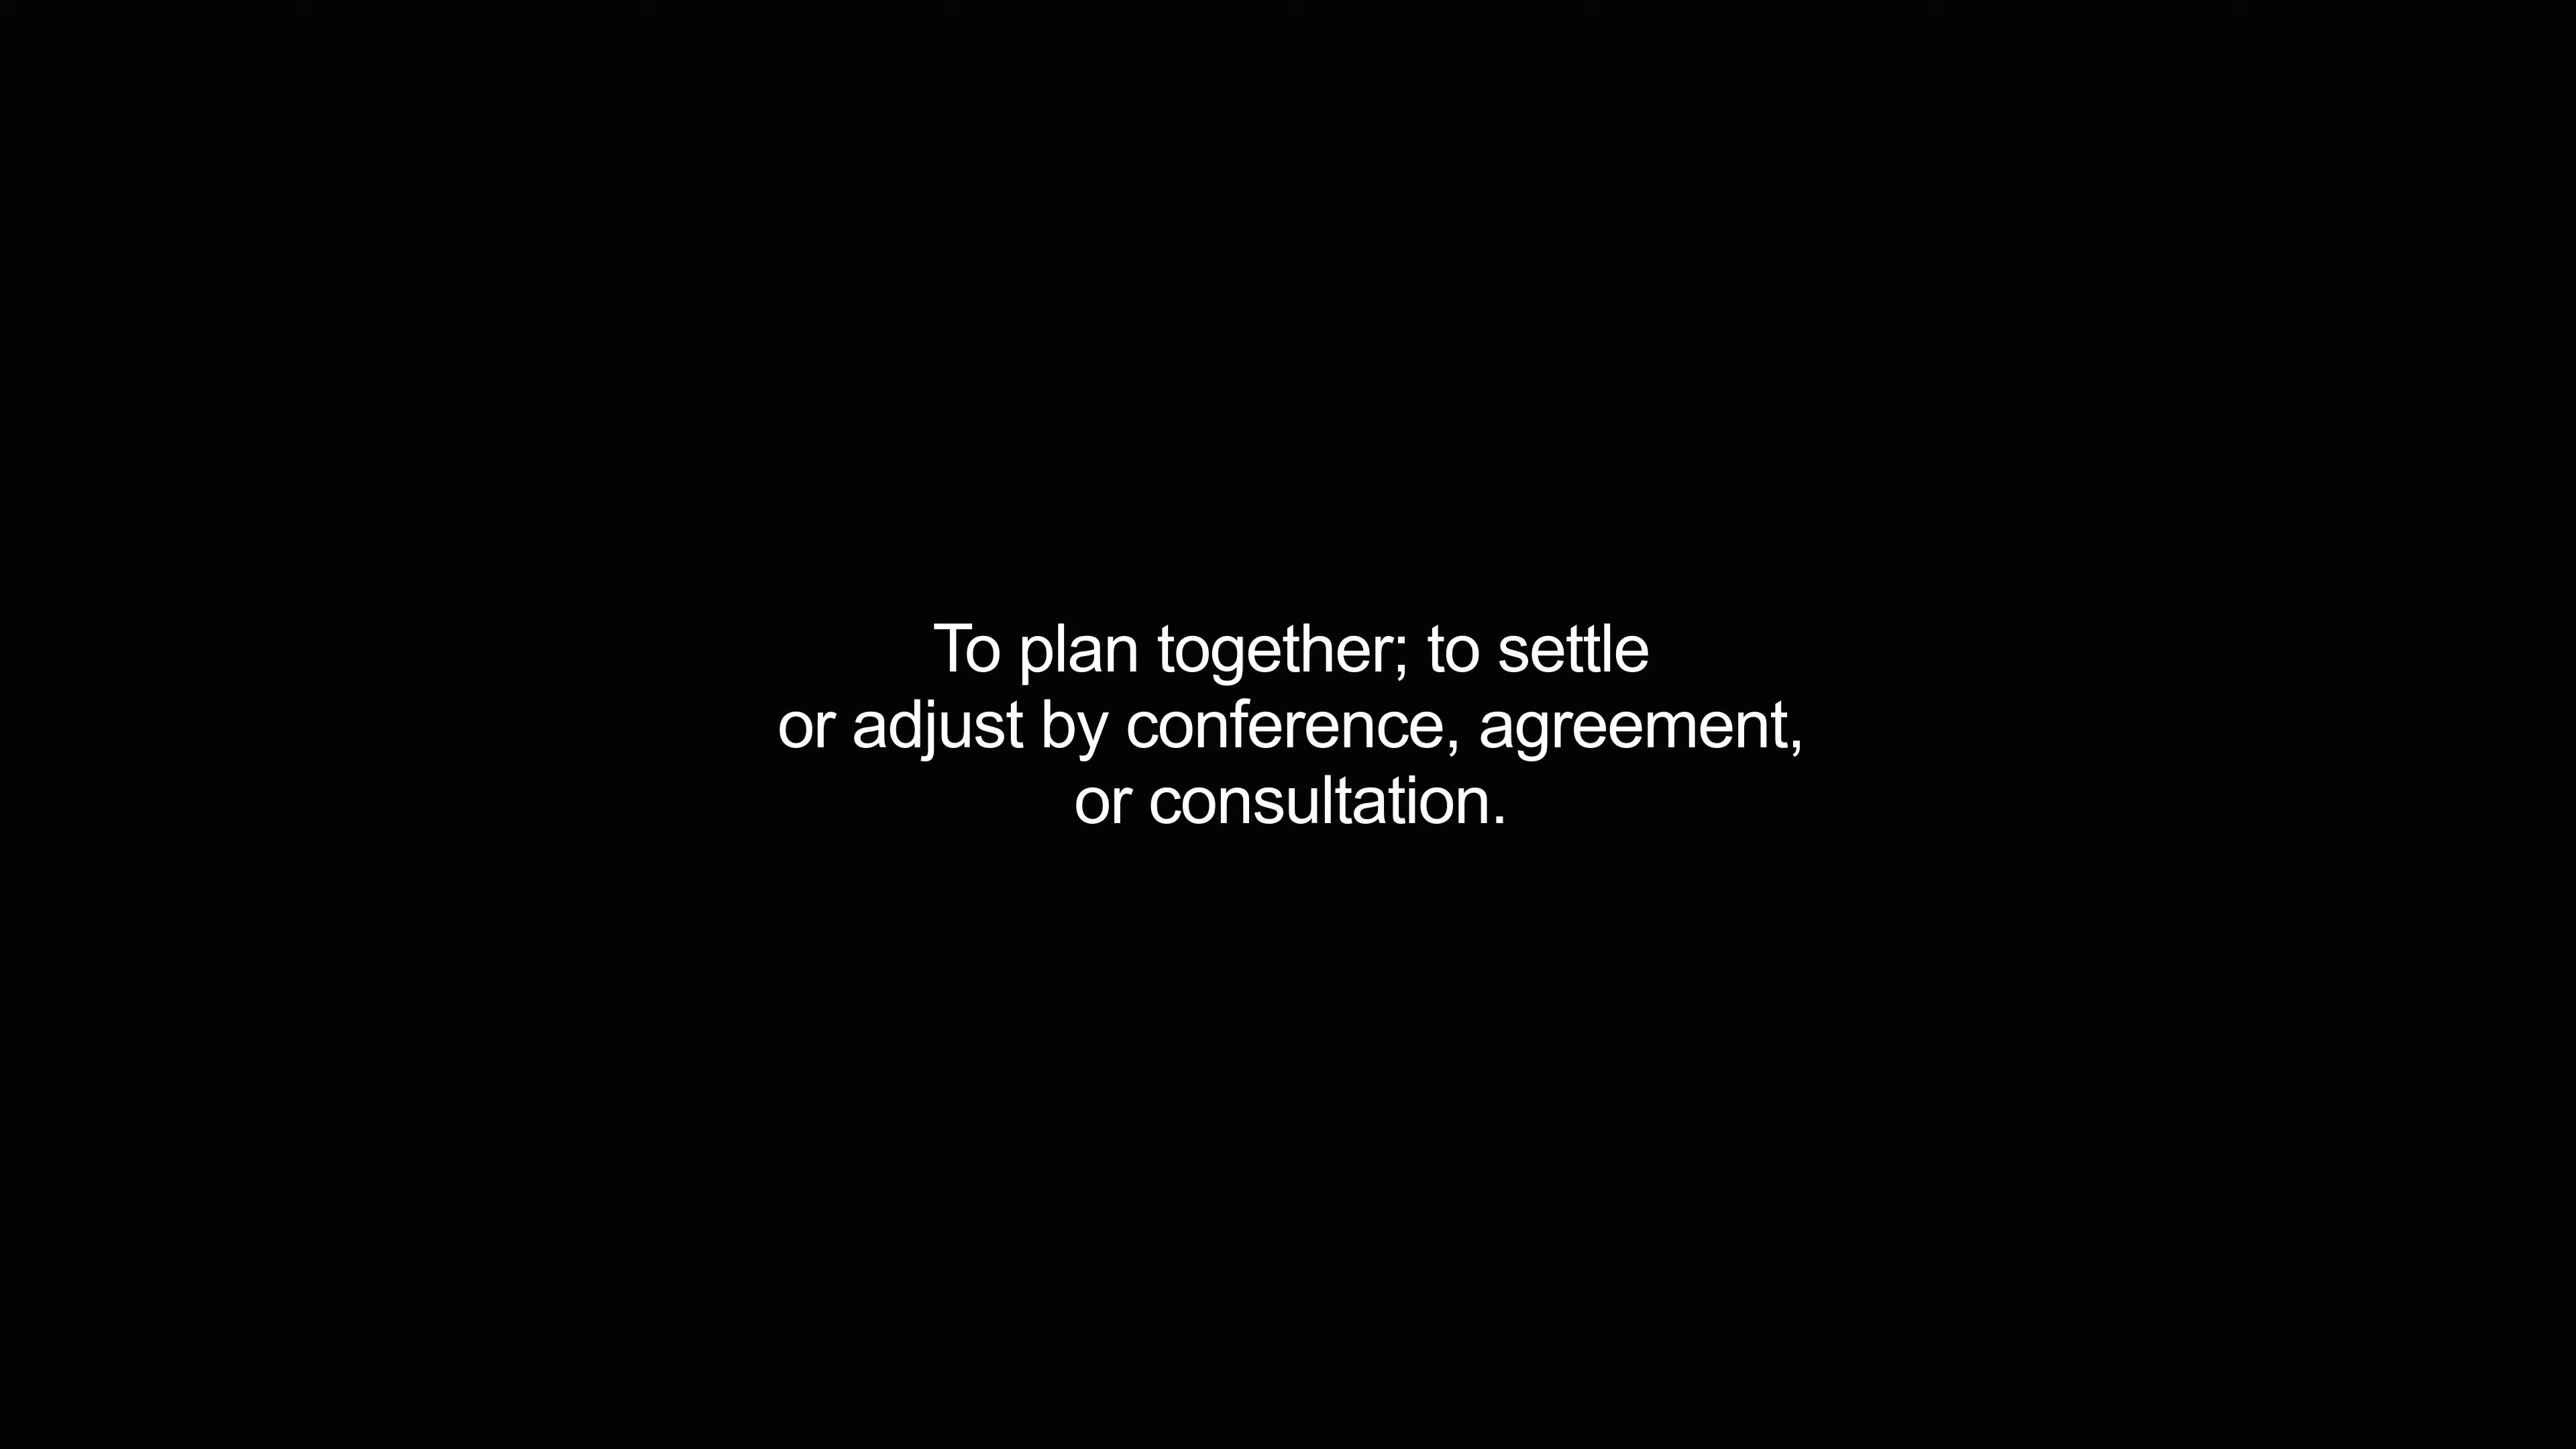 To plan together; to settle
or adjust by conference, agreement,
or consultation.